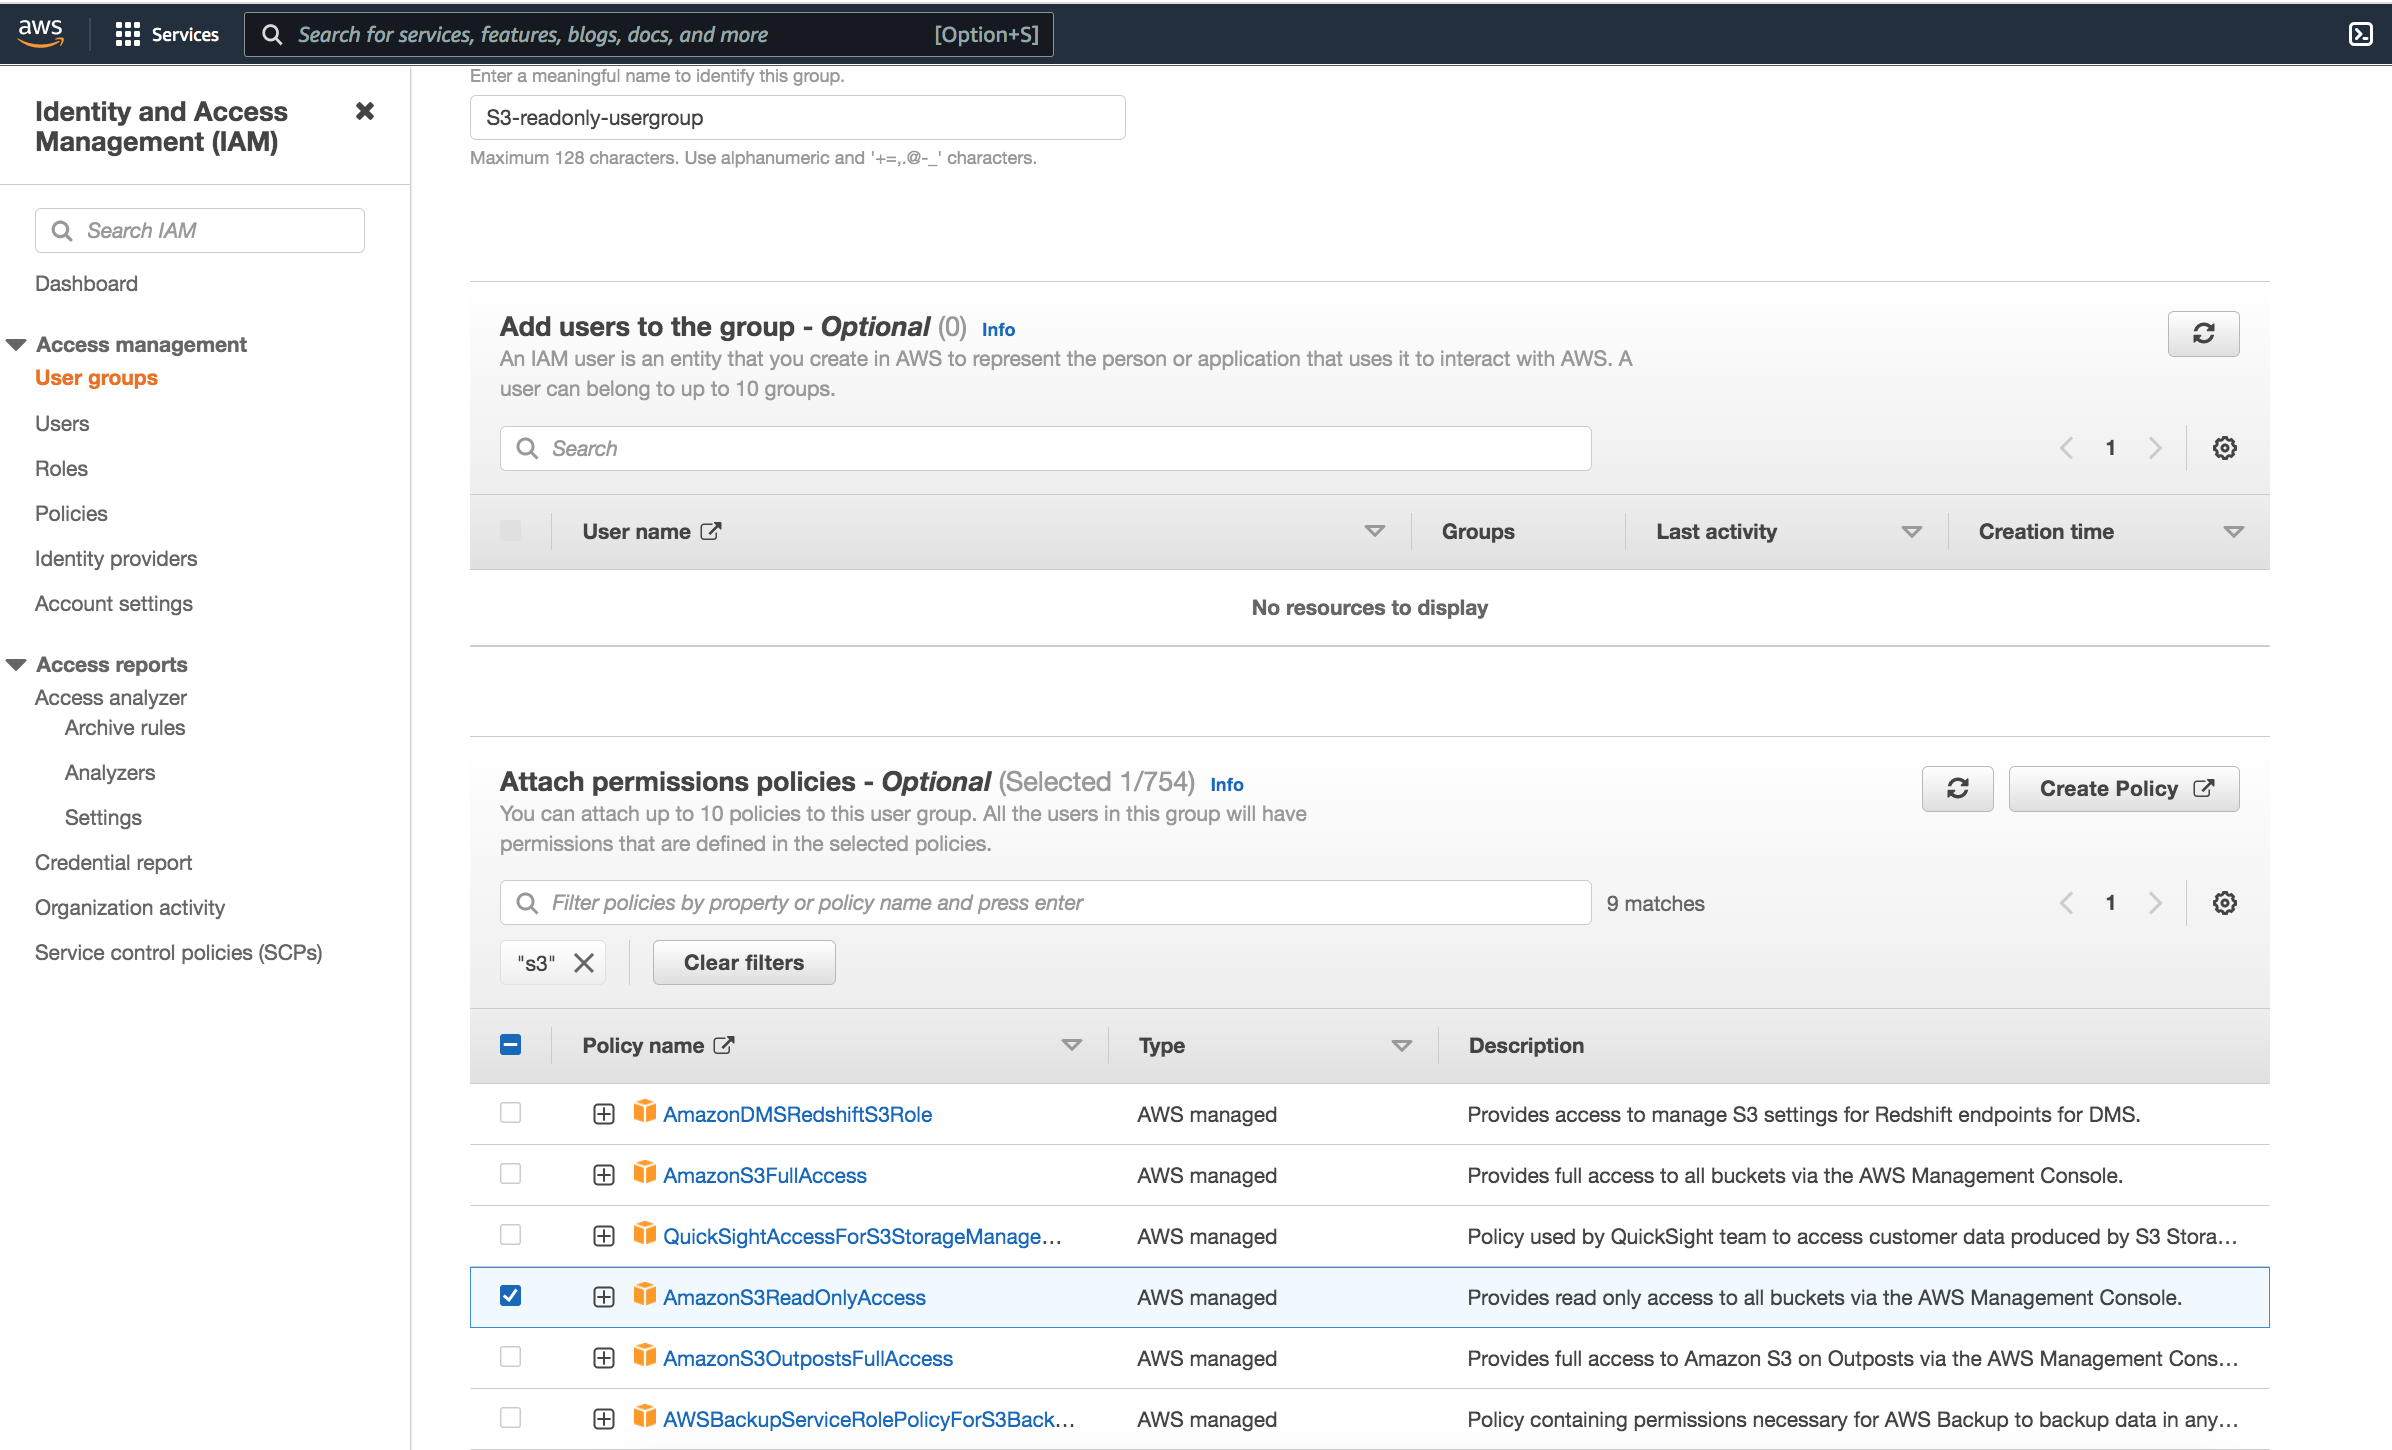 aws
Services
Search for services, features, blogs, docs, and more [Option+S]
Identity and Access
Management (IAM)
Search IAM
Dashboard
Access management
User groups
Users
Roles
Policies
Identity providers
Account settings
Access reports
Access analyzer
Archive rules
Analyzers
Settings
Credential report
Organization activity
Service control policies (SCPs)
Enter a meaningful name to identify this group.
S3-readonly-usergroup
Maximum 128 characters. Use alphanumeric and '+=,.@-_' characters.
Add users to the group - Optional (0) Info
An IAM user is an entity that you create in AWS to represent the person or application that uses it to interact with AWS. A
user can belong to up to 10 groups.
Search
1
User name Groups Last activity Creation time
No resources to display
Attach permissions policies - Optional (Selected 1/754) Info
Create Policy
You can attach up to 10 policies to this user group. All the users in this group will have
permissions that are defined in the selected policies.
Filter policies by property or policy name and press enter
9 matches
1
"s3"
Clear filters
Policy name Type Description
AmazonDMSRedshiftS3Role AWS managed Provides access to manage S3 settings for Redshift endpoints for DMS.
AmazonS3FullAccess AWS managed Provides full access to all buckets via the AWS Management Console.
QuickSightAccessForS3StorageManage... AWS managed Policy used by QuickSight team to access customer data produced by S3 Stora...
AmazonS3ReadOnlyAccess AWS managed Provides read only access to all buckets via the AWS Management Console.
AmazonS3OutpostsFullAccess AWS managed Provides full access to Amazon S3 on Outposts via the AWS Management Cons...
AWSBackupServiceRolePolicyForS3Back... AWS managed Policy containing permissions necessary for AWS Backup to backup data in any...